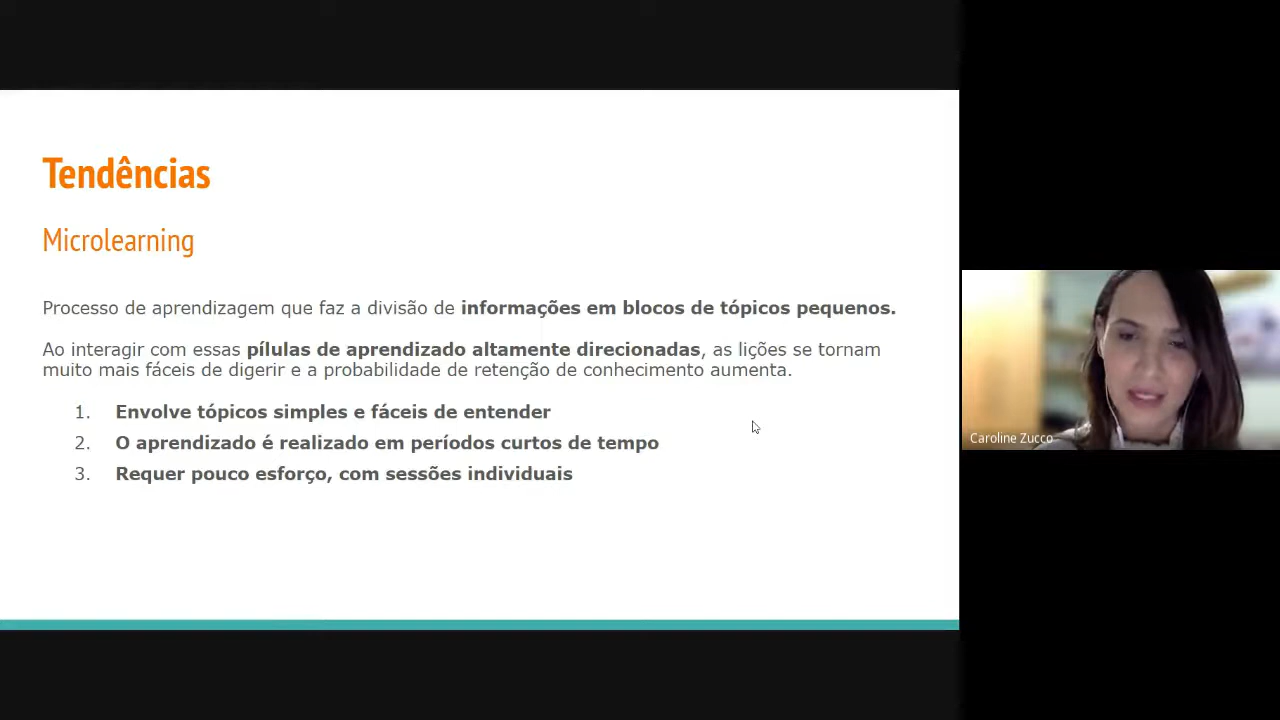 Tendências
Microlearning
Processo de aprendizagem que faz a divisão de informações em blocos de tópicos pequenos.
Ao interagir com essas pílulas de aprendizado altamente direcionadas, as lições se tornam
muito mais fáceis de digerir e a probabilidade de retenção de conhecimento aumenta.
1. Envolve tópicos simples e fáceis de entender
2. O aprendizado é realizado em períodos curtos de tempo
3. Requer pouco esforço, com sessões individuais
Caroline Zucco